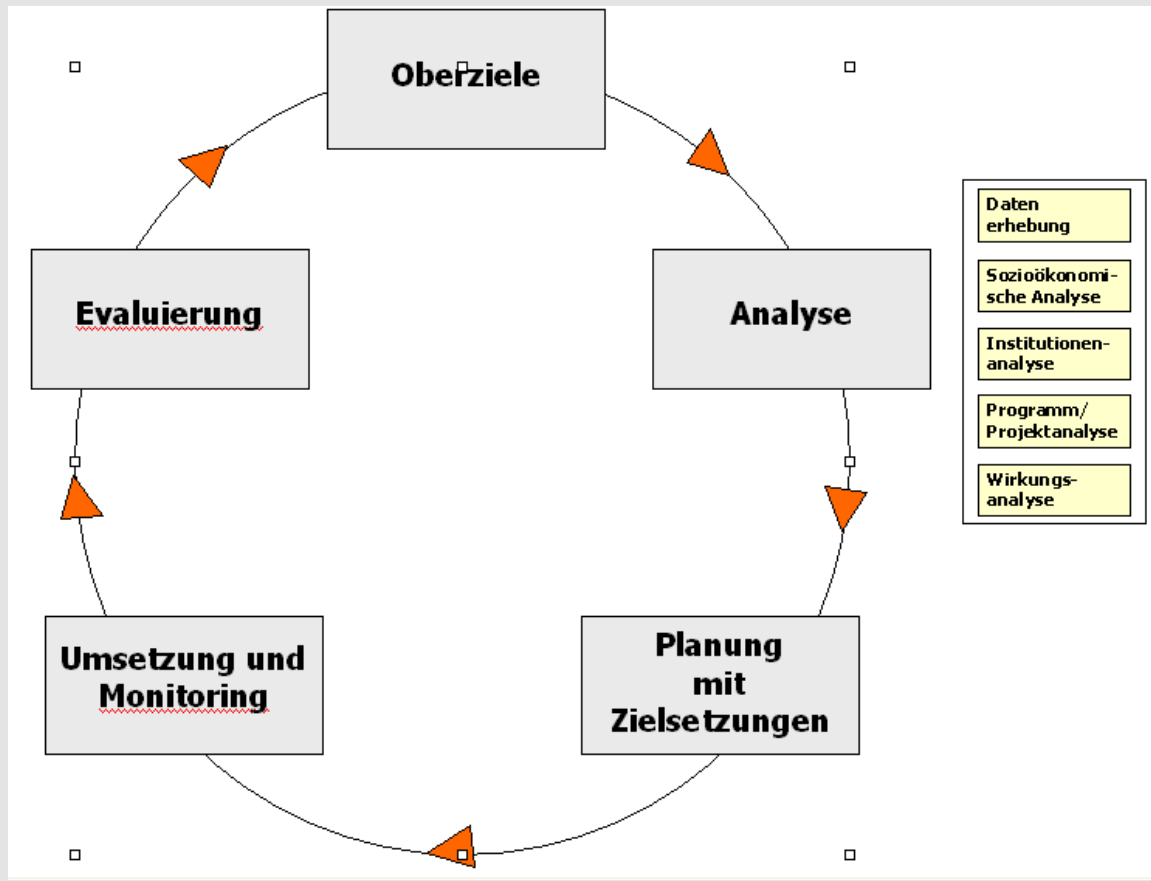 Oberziele
Evaluierung
Analyse
Umsetzung und
Monitoring
Planung
mit
Zielsetzungen
Daten
erhebung
Sozioökonomi-
sche Analyse
Institutionen-
analyse
Programm/
Projektanalyse
Wirkungs-
analyse